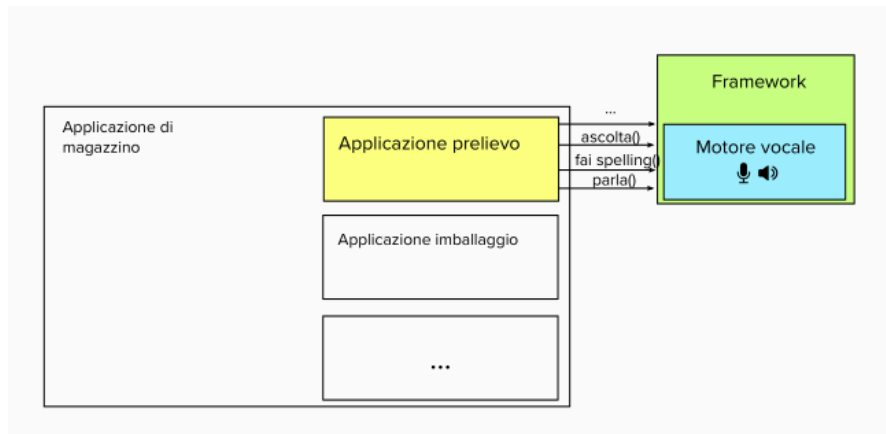 Applicazione di
magazzino
Applicazione prelievo
...
ascolta()
fai spelling()
parla()
Framework
Motore vocale
Applicazione imballaggio
...